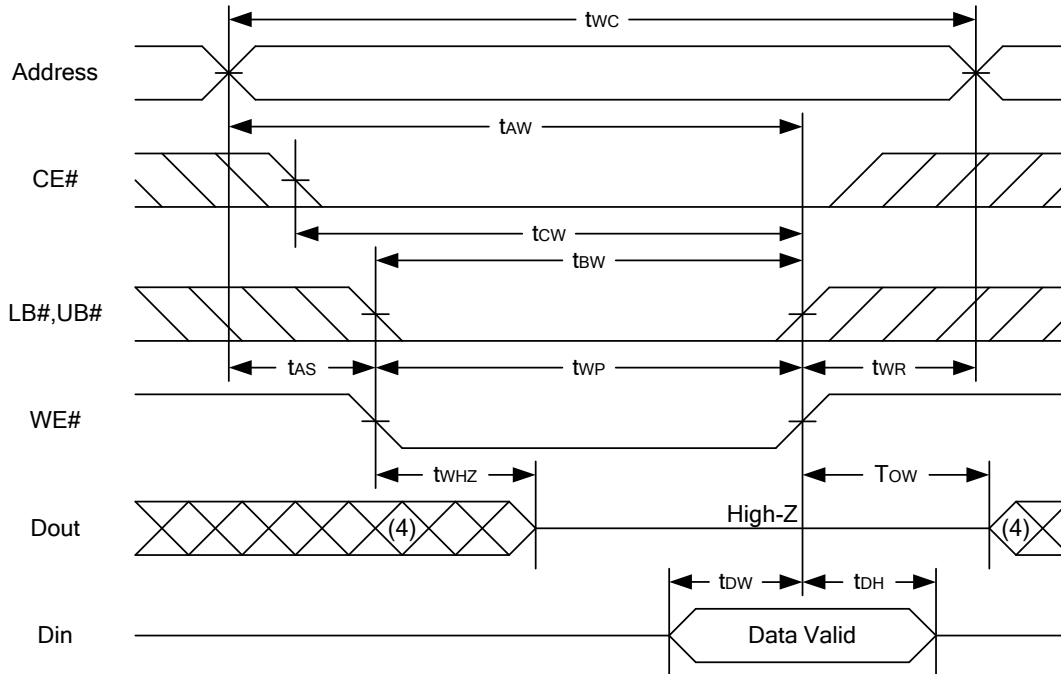 tWC
Address
tAW
CE#
tCW
tBW
LB#,UB#
tAS
tWP
tWR
WE#
tWHZ
TOW
Dout
(4)
High-Z
(4)
tDW
tDH
Din
Data Valid